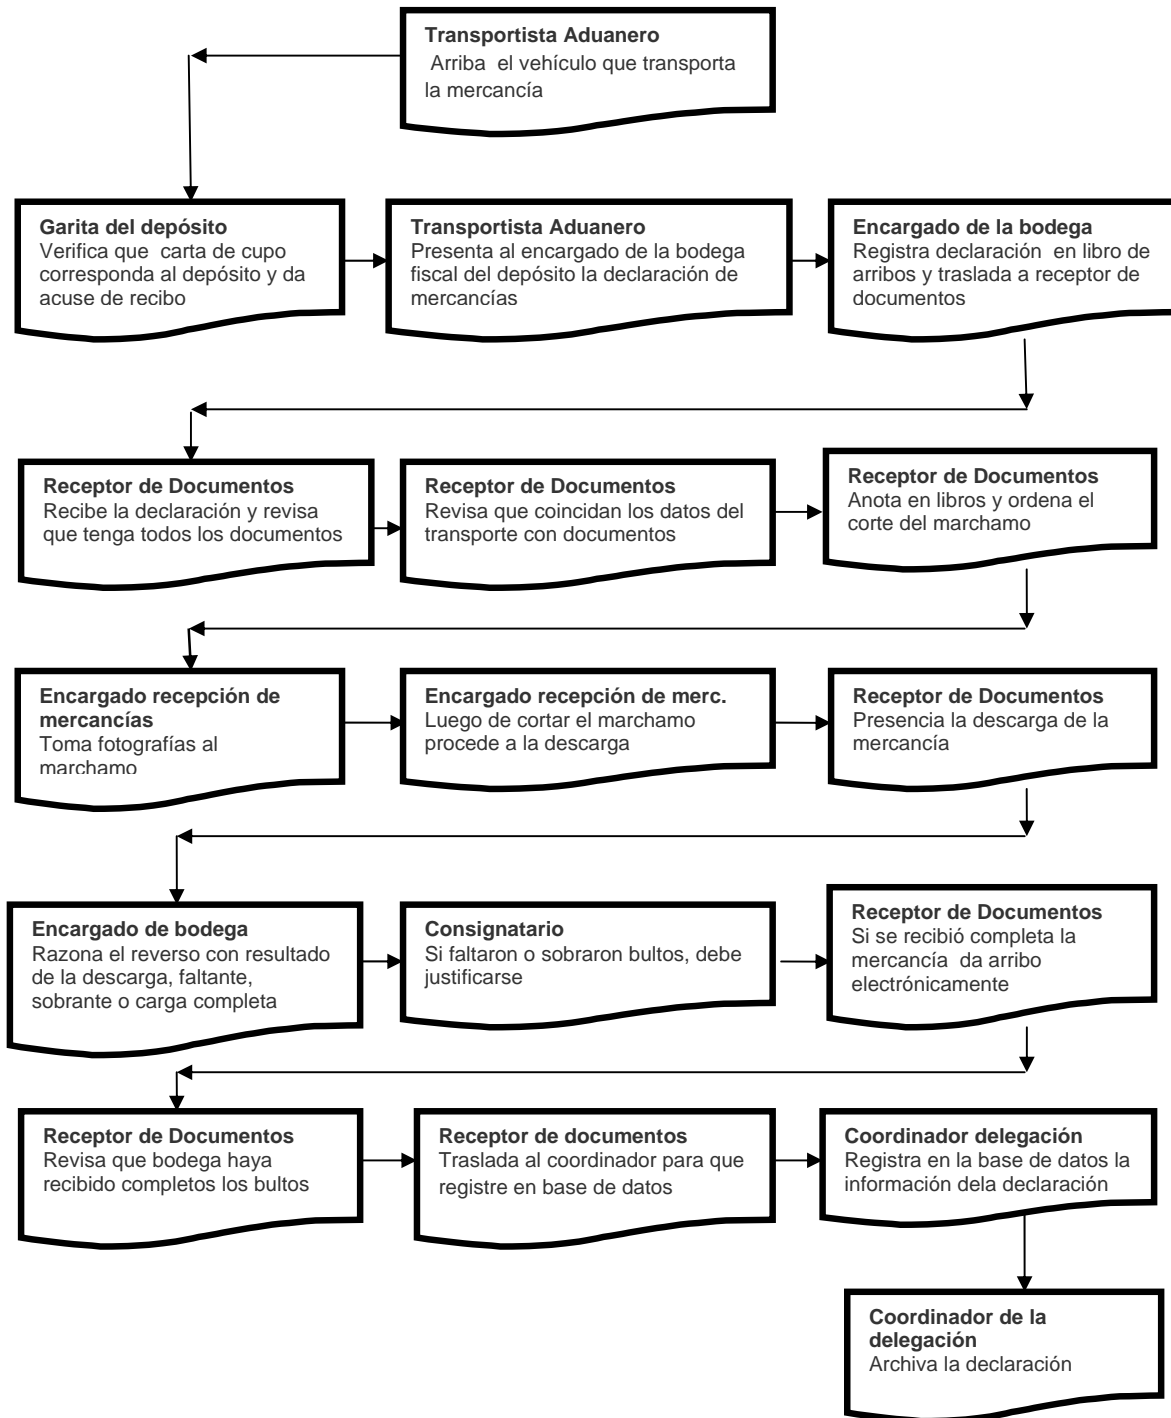 Transportista Aduanero
Arriba el vehículo que transporta
la mercancía
Garita del depósito
Verifica que carta de cupo
corresponda al depósito y da
acuse de recibo
Transportista Aduanero
Presenta al encargado de la bodega
fiscal del depósito la declaración de
mercancías
Encargado de la bodega
Registra declaración en libro de
arribos y traslada a receptor de
documentos
Receptor de Documentos
Recibe la declaración y revisa
que tenga todos los documentos
Receptor de Documentos
Revisa que coincidan los datos del
transporte con documentos
Receptor de Documentos
Anota en libros y ordena el
corte del marchamo
Encargado recepción de
mercancías
Toma fotografías al
marchamo
Encargado recepción de merc.
Luego de cortar el marchamo
procede a la descarga
Receptor de Documentos
Presencia la descarga de la
mercancía
Encargado de bodega
Razona el reverso con resultado
de la descarga, faltante,
sobrante o carga completa
Consignatario
Si faltaron o sobraron bultos, debe
justificarse
Receptor de Documentos
Si se recibió completa la
mercancía da arribo
electrónicamente
Receptor de Documentos
Revisa que bodega haya
recibido completos los bultos
Receptor de documentos
Traslada al coordinador para que
registre en base de datos
Coordinador delegación
Registra en la base de datos la
información dela declaración
Coordinador de la
delegación
Archiva la declaración